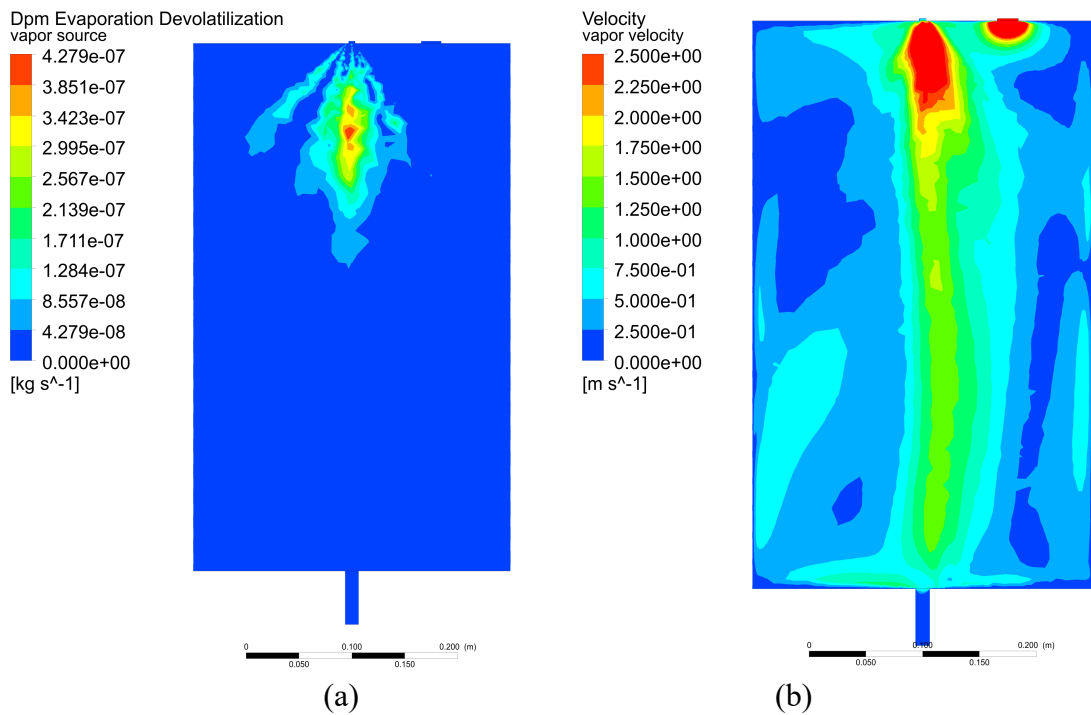 Dpm Evaporation Devolatilization
vapor source
4.279e-07
3.851e-07
3.423e-07
2.995e-07
2.567e-07
2.139e-07
1.711e-07
1.284e-07
8.557e-08
4.279e-08
0.000e+00
[kg s^-1]
0 0.100 0.200 (m)
0.050 0.150
(a)
Velocity
vapor velocity
2.500e+00
2.250e+00
2.000e+00
1.750e+00
1.500e+00
1.250e+00
1.000e+00
7.500e-01
5.000e-01
2.500e-01
0.000e+00
[m s^-1]
0 0.100 0.200 (m)
0.050 0.150
(b)